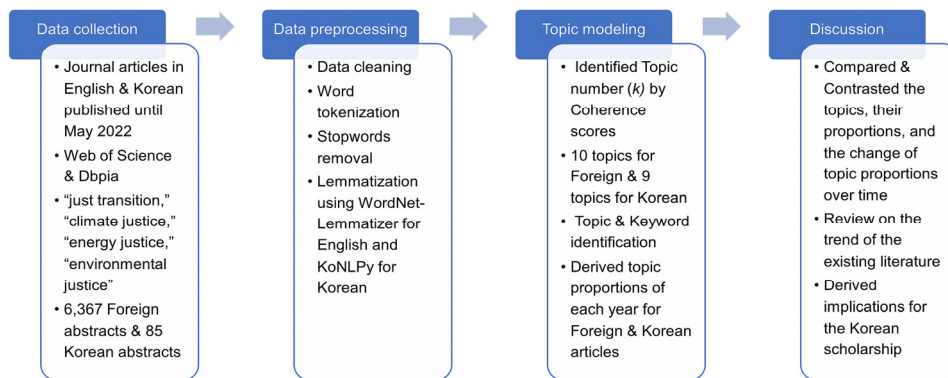 Data collection
• Journal articles in
English & Korean
published until
May 2022
• Web of Science
& Dbpia
• “just transition,”
“climate justice,”
“energy justice,”
“environmental
justice”
• 6,367 Foreign
abstracts & 85
Korean abstracts
Data preprocessing
• Data cleaning
• Word
tokenization
• Stopwords
removal
• Lemmatization
using WordNet-
Lemmatizer for
English and
KoNLPy for
Korean
Topic modeling
• Identified Topic
number (k) by
Coherence
scores
• 10 topics for
Foreign & 9
topics for Korean
• Topic & Keyword
identification
• Derived topic
proportions of
each year for
Foreign & Korean
articles
Discussion
• Compared &
Contrasted the
topics, their
proportions, and
the change of
topic proportions
over time
• Review on the
trend of the
existing literature
• Derived
implications for
the Korean
scholarship